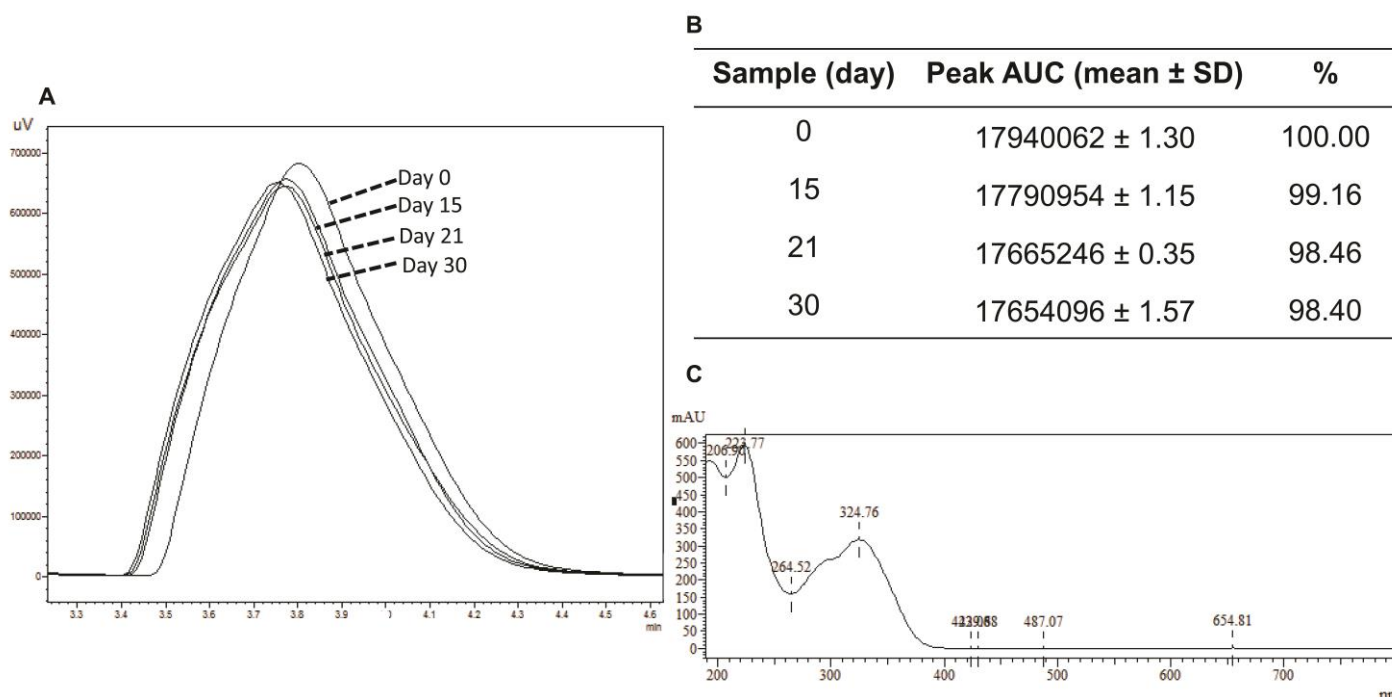 A
uV
700000
600000
500000
400000
300000
200000
100000
0
Day 0
Day 15
Day 21
Day 30
3.3 3.4 3.5 3.6 3.7 3.8 3.9 4.1 4.2 4.3 4.4 4.5 4.6
min
B
Sample (day) Peak AUC (mean ± SD) %
0 17940062 ± 1.30 100.00
15 17790954 ± 1.15 99.16
21 17665246 ± 0.35 98.46
30 17654096 ± 1.57 98.40
C
mAU
600
550
500
450
400
350
300
250
200
150
100
50
0
223.77
324.76
264.52
487.07
654.81
200 300 400 500 600 700